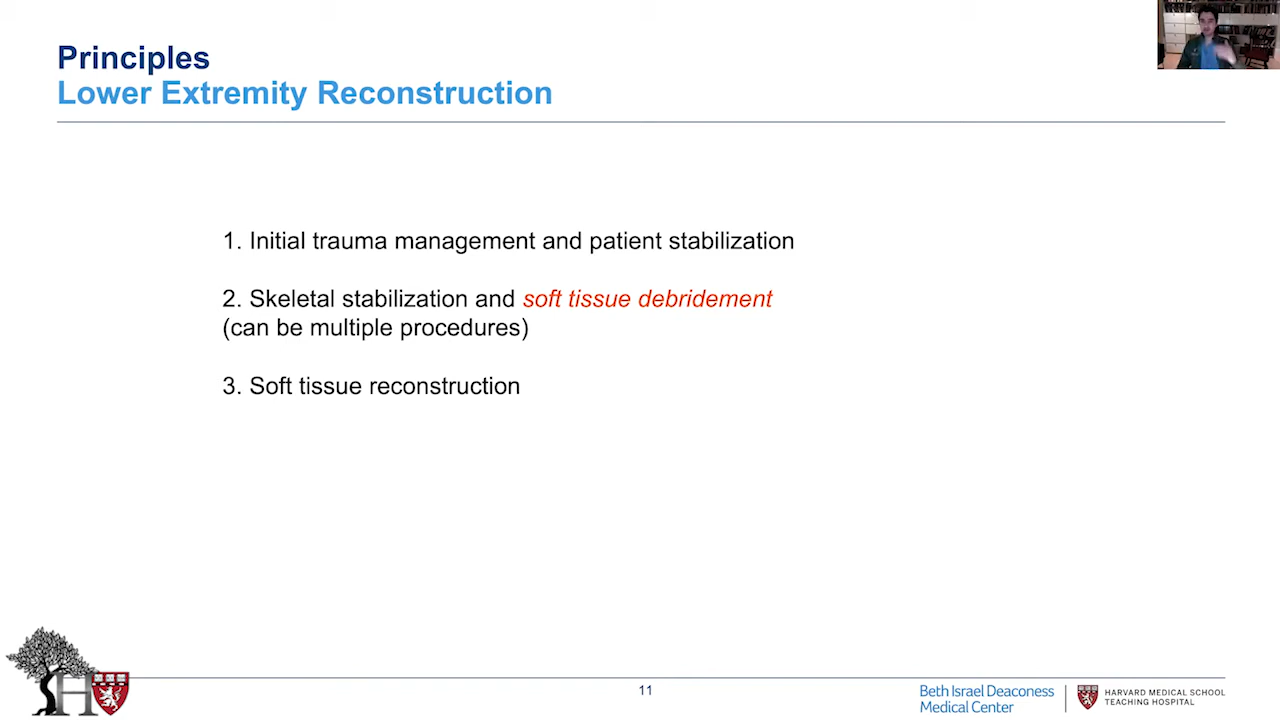 Principles
Lower Extremity Reconstruction
1. Initial trauma management and patient stabilization
2. Skeletal stabilization and soft tissue debridement
(can be multiple procedures)
3. Soft tissue reconstruction
H
11
Beth Israel Deaconess
Medical Center
HARVARD MEDICAL SCHOOL
TEACHING HOSPITAL